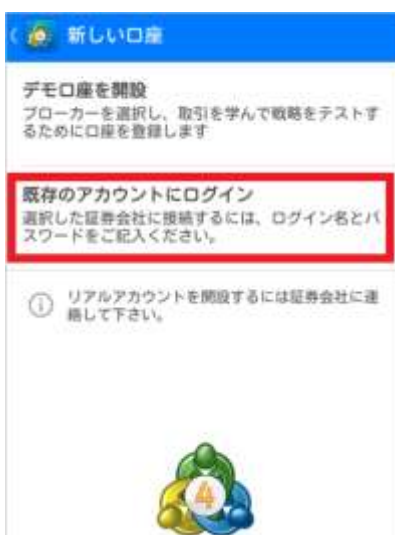 新しい口座
デモ口座を開設
ブローカーを選択し、取引を学んで戦略をテストす
るために口座を登録します
既存のアカウントにログイン
選択した証券会社に接続するには、ログイン名とパ
スワードをご記入ください。
リアルアカウントを開設するには証券会社に連
絡して下さい。
4